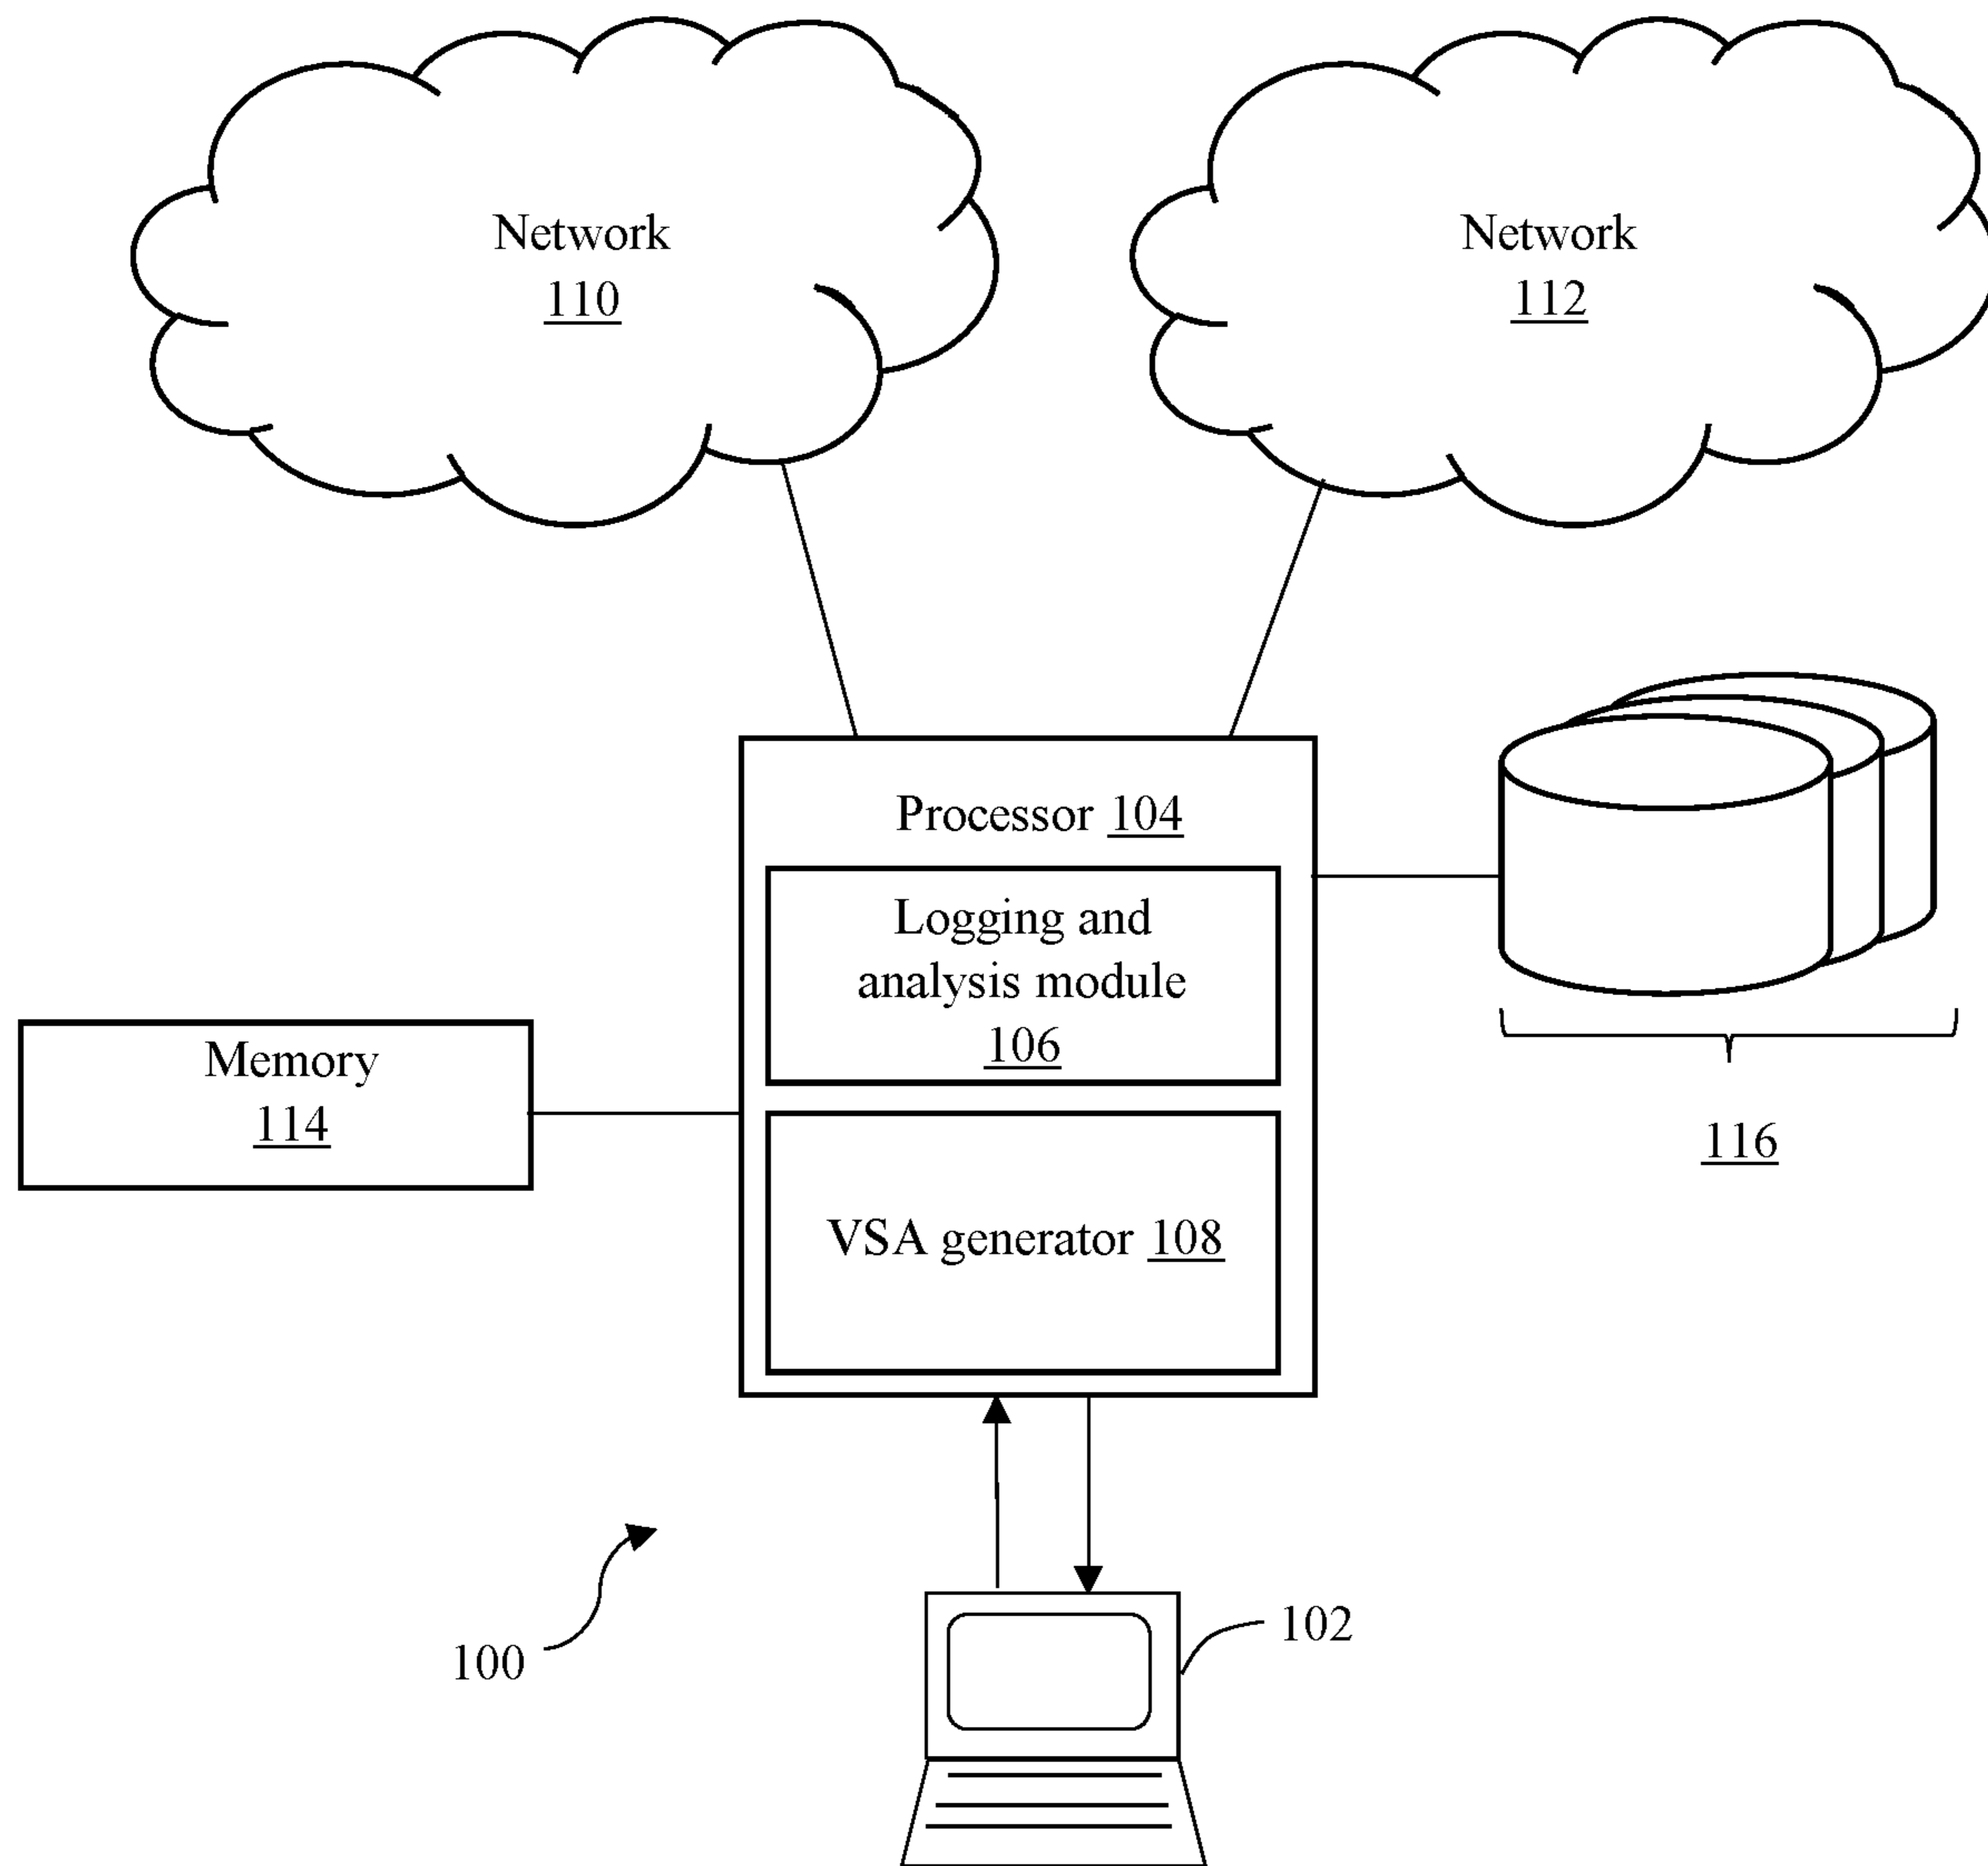 Network
110
Network
112
Processor 104
Logging and
analysis module
106
Memory
114
116
VSA generator 108
102
100